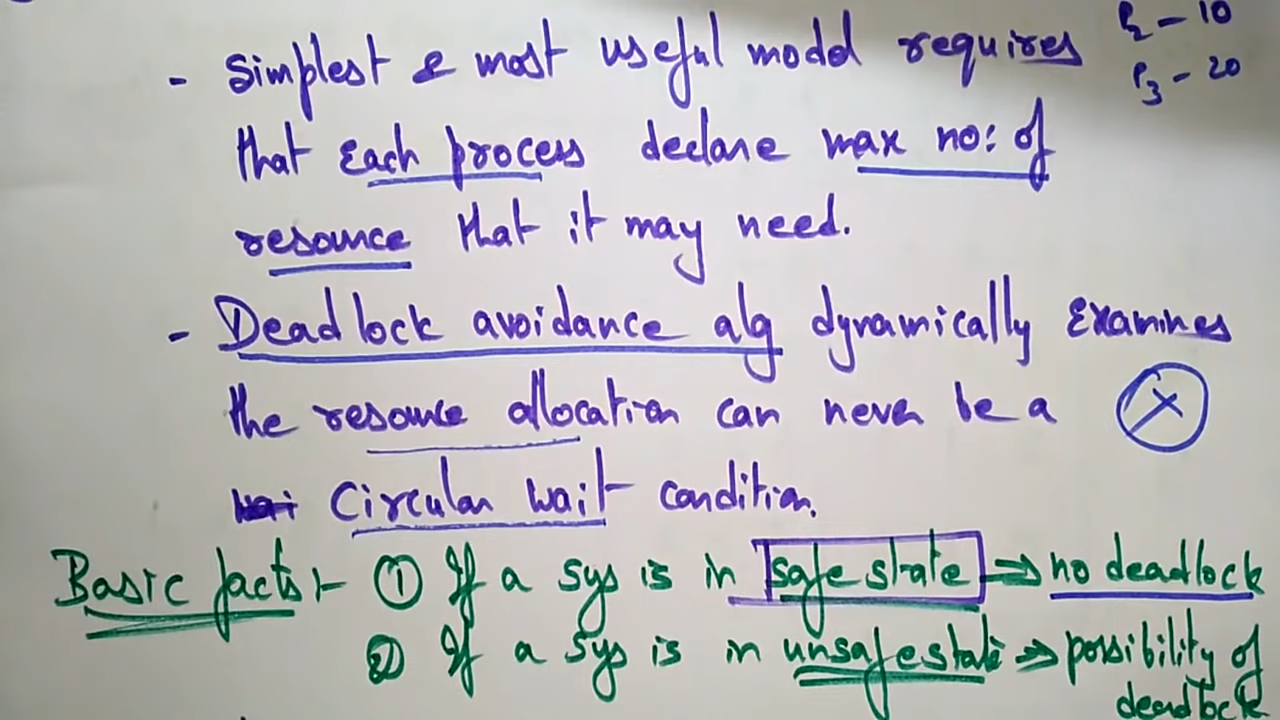 - Simplest & most useful model requires
P2 - 10
P3 - 20
that Each process declare max no: of
resource that it may need.
- Deadlock avoidance alg dynamically Examines
the resource allocation can never be a
Circular wait condition.
Basic facts :- ① If a sys is in safe state ⇒ no deadlock
② If a sys is in unsafe state ⇒ possibility of
deadlock